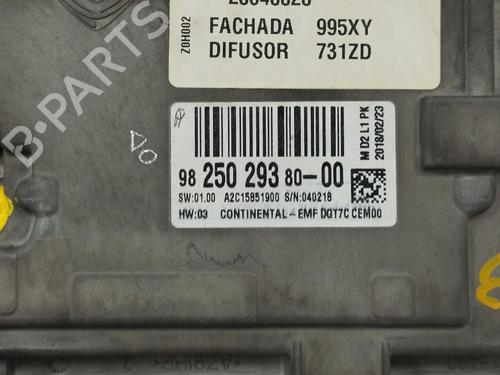 Z0H002
FACHADA 995XY
DIFUSOR 731ZD
M D2 L1 PK
2018/02/23
98 250 293 80-00
SW:01.00 A2C15851900 S/N:040218
HW:03 CONTINENTAL-EMF DGT7C CEM00
B-PARTS